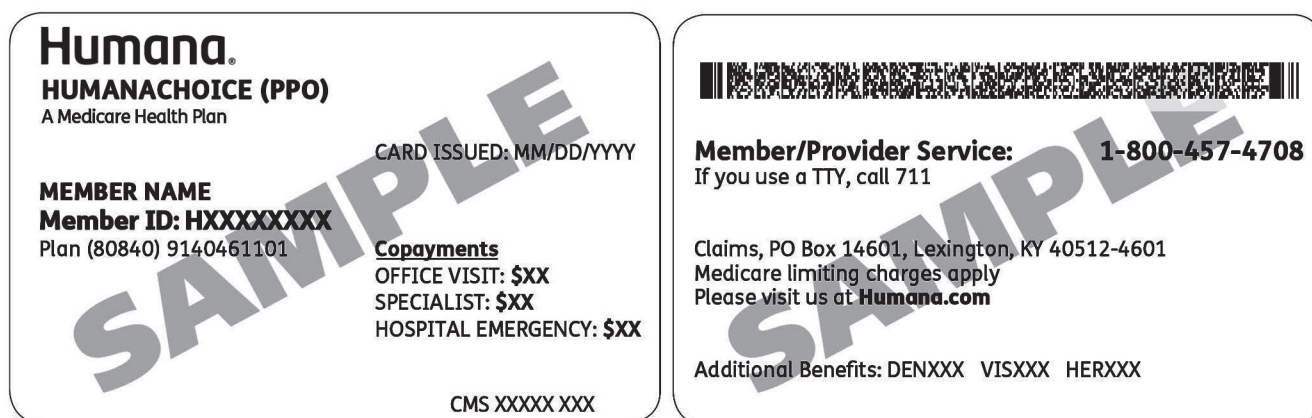 Humana®
HUMANACHOICE (PPO)
A Medicare Health Plan
CARD ISSUED: MM/DD/YYYY
MEMBER NAME
Member ID: HXXXXXXXX
Plan (80840) 9140461101
Copayments
OFFICE VISIT: $XX
SPECIALIST: $XX
HOSPITAL EMERGENCY: $XX
CMS XXXXX XXX
SAMPLE
Member/Provider Service: 1-800-457-4708
If you use a TTY, call 711
Claims, PO Box 14601, Lexington, KY 40512-4601
Medicare limiting charges apply
Please visit us at Humana.com
Additional Benefits: DENXXX VISXXX HERXXX
SAMPLE